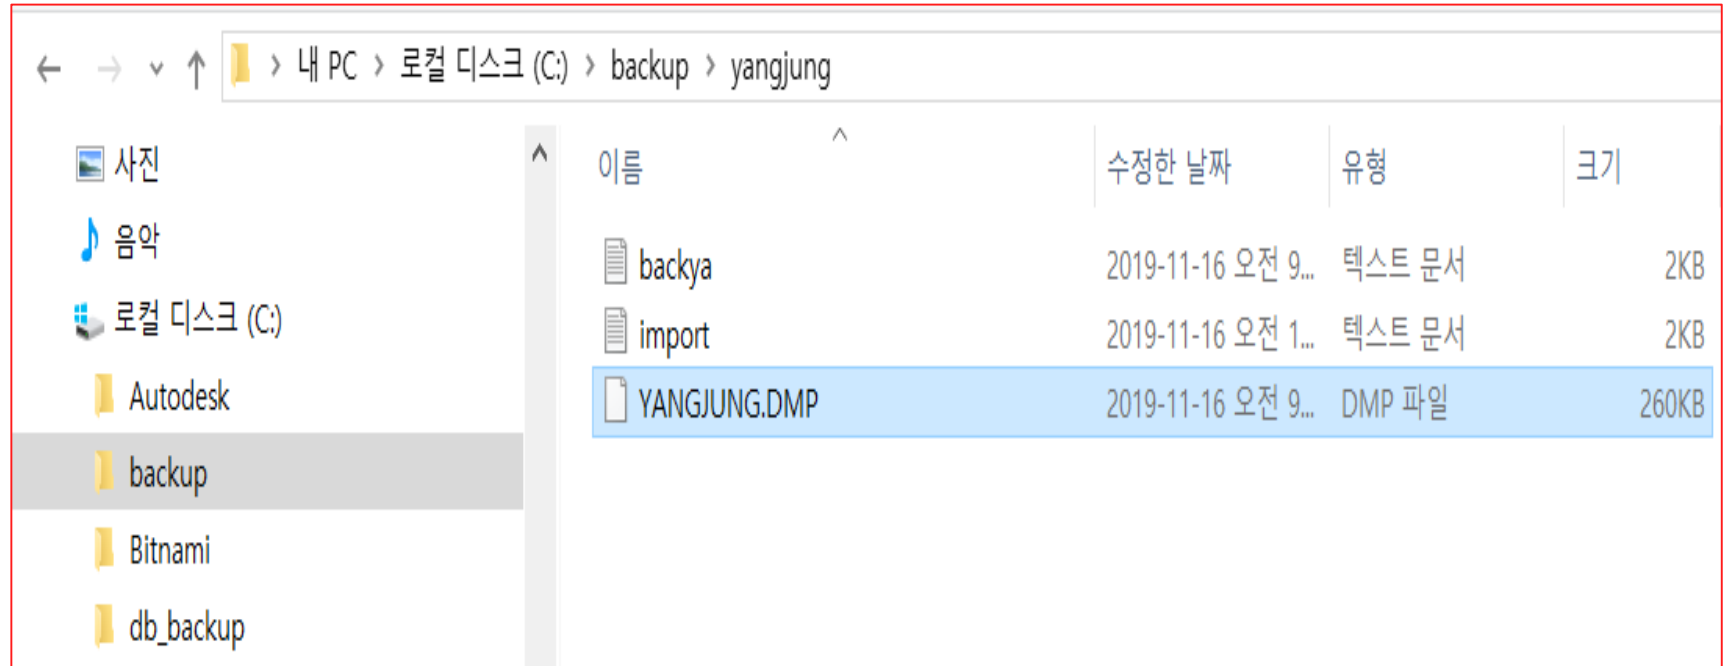 내 PC > 로컬 디스크 (C:) > backup > yangjung
사진
음악
로컬 디스크 (C:)
Autodesk
backup
Bitnami
db_backup
이름 수정한 날짜 유형 크기
backya 2019-11-16 오전 9... 텍스트 문서 2KB
import 2019-11-16 오전 1... 텍스트 문서 2KB
YANGJUNG.DMP 2019-11-16 오전 9... DMP 파일 260KB